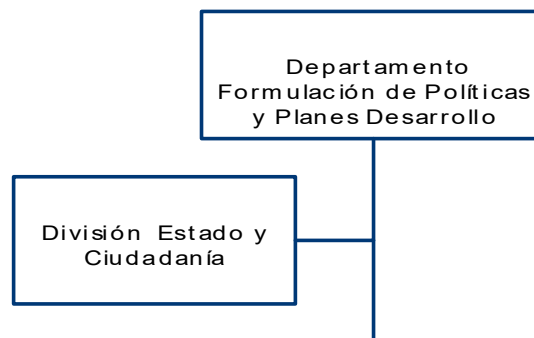 Departamento
Formulación de Políticas
y Planes Desarrollo
División Estado y
Ciudadanía